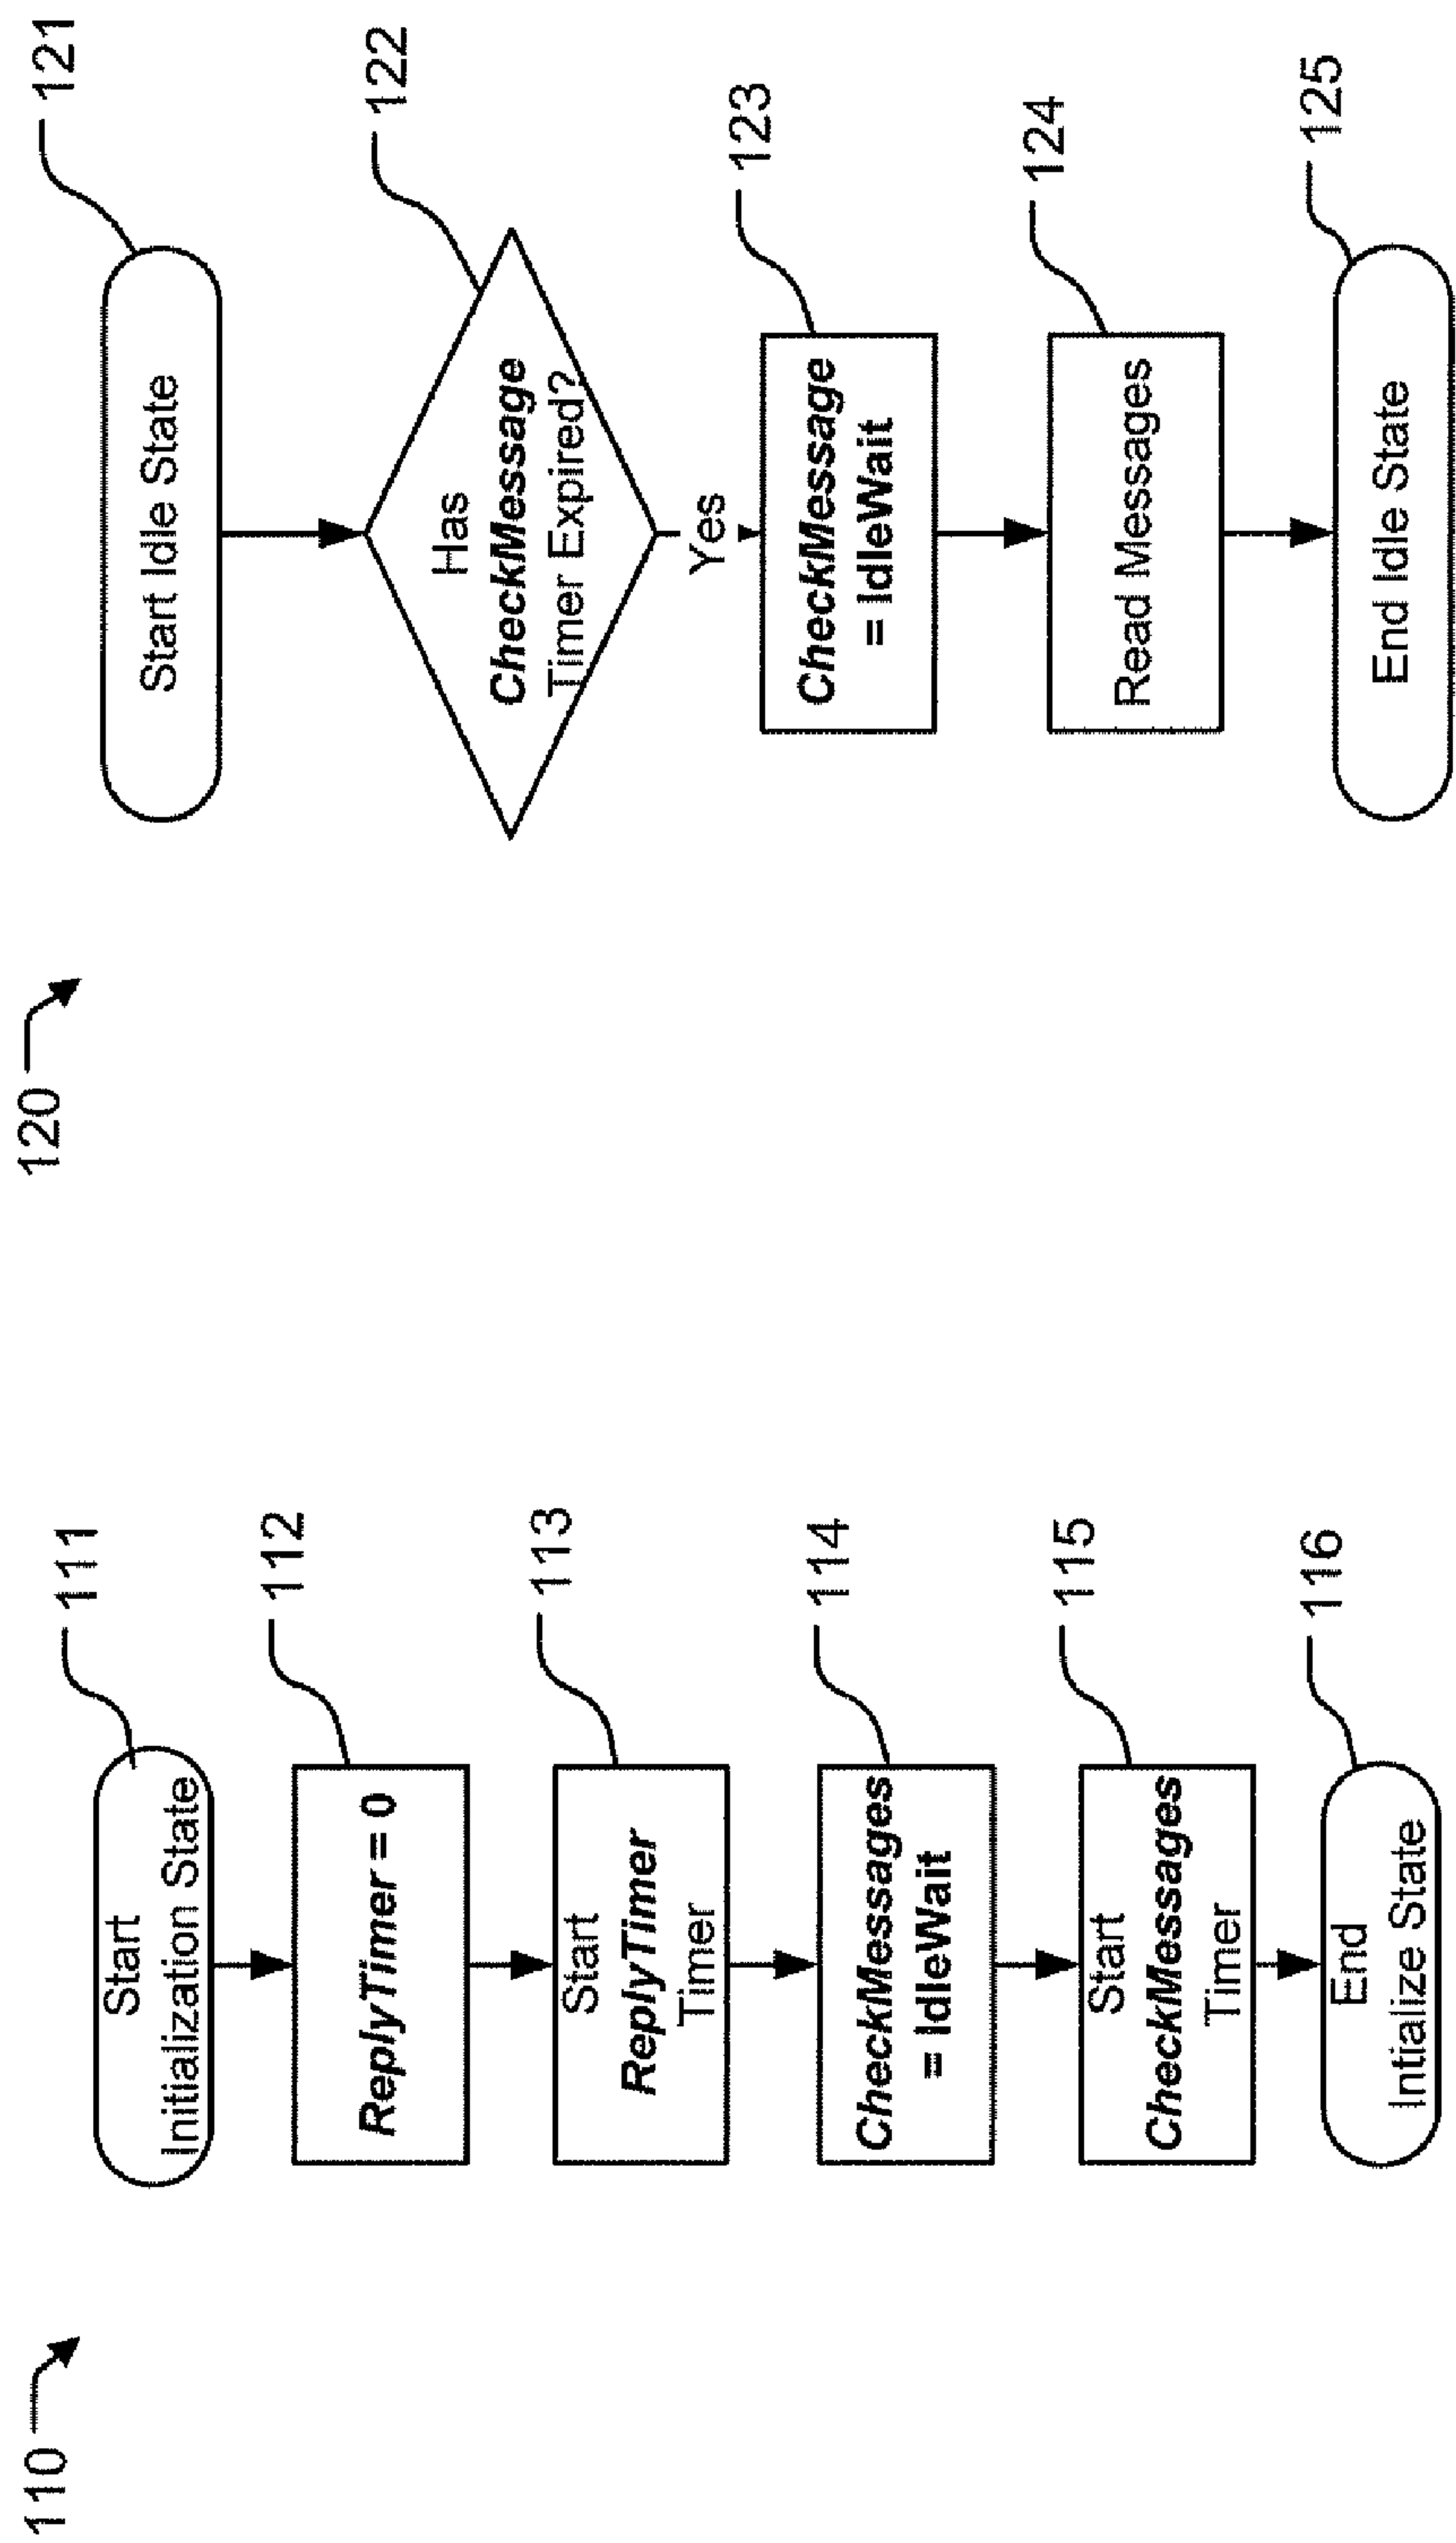 110
Start
Initialization State
111
ReplyTimer = 0
112
Start
ReplyTimer
Timer
113
CheckMessages
= IdleWait
114
Start
CheckMessages
Timer
115
End
Intialize State
116
120
Start Idle State
121
Has
CheckMessage
Timer Expired?
122
Yes
CheckMessage
= IdleWait
123
Read Messages
124
End Idle State
125